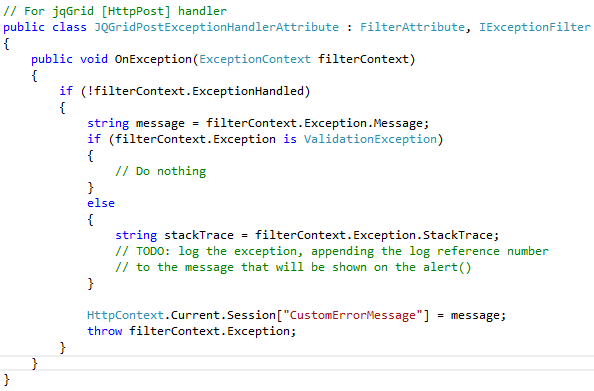 // For jqGrid [HttpPost] handler
public class JQGridPostExceptionHandlerAttribute : FilterAttribute, IExceptionFilter
{
    public void OnException(ExceptionContext filterContext)
    {
        if (!filterContext.ExceptionHandled)
        {
            string message = filterContext.Exception.Message;
            if (filterContext.Exception is ValidationException)
            {
                // Do nothing
            }
            else
            {
                string stackTrace = filterContext.Exception.StackTrace;
                // TODO: log the exception, appending the log reference number
                // to the message that will be shown on the alert()
            }

            HttpContext.Current.Session["CustomErrorMessage"] = message;
            throw filterContext.Exception;
        }
    }
}